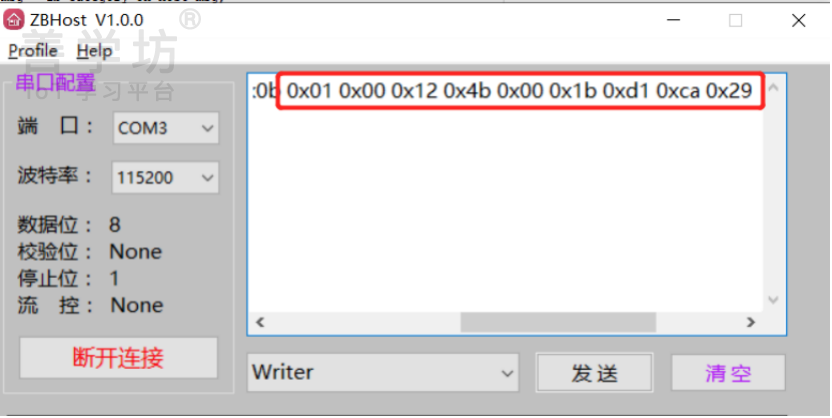 ZBHost V1.0.0
®
Profile Help
善学坊
IoT学习平台
串口配置
:0b 0x01 0x00 0x12 0x4b 0x00 0x1b 0xd1 0xca 0x29
端 口： COM3
波特率： 115200
数据位： 8
校验位： None
停止位： 1
流 控： None
断开连接
Writer
发送
清空